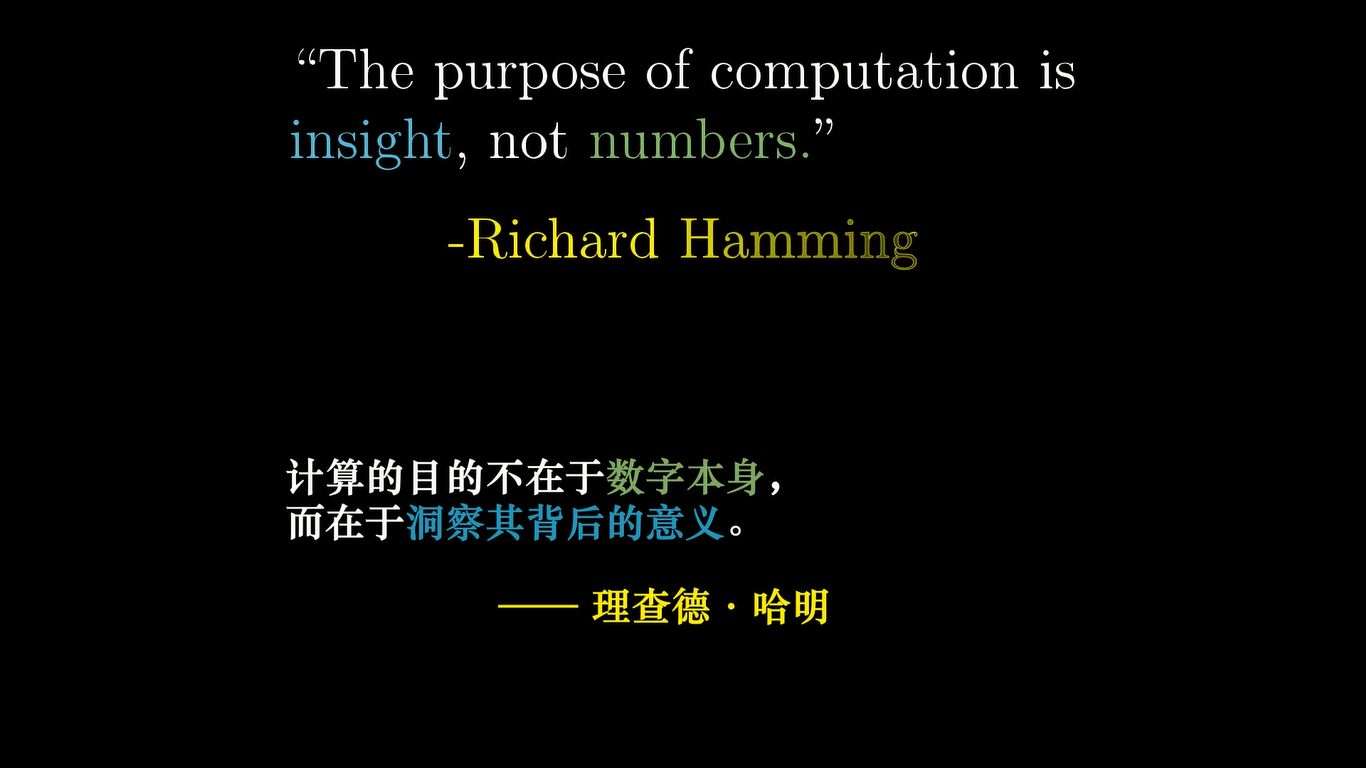 “The purpose of computation is
insight, not numbers.”
-Richard Hamming
计算的目的不在于数字本身，
而在于洞察其背后的意义。
—— 理查德 · 哈明